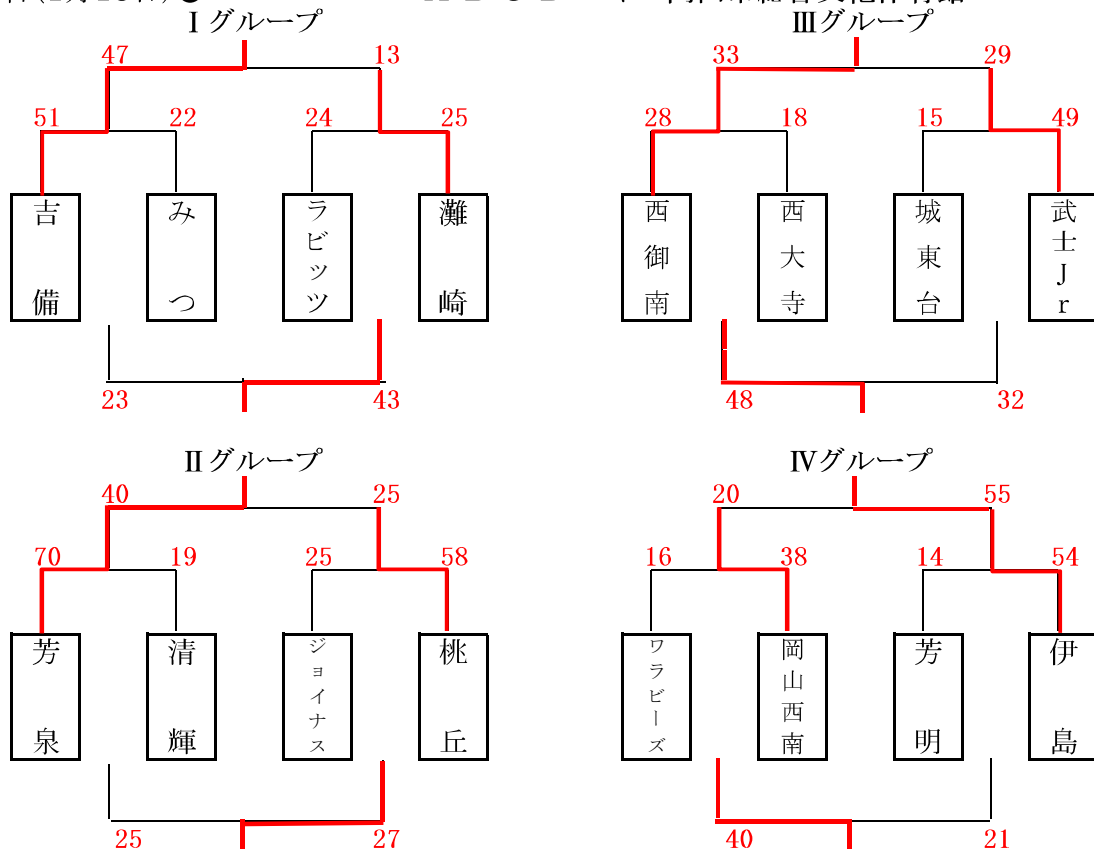 Ⅰグループ
47 13
51 22 24 25
吉備 みつ ラビッツ 灘崎
23 43
Ⅲグループ
33 29
28 18 15 49
西御南 西大寺 城東台 武士Jr
48 32
Ⅱグループ
40 25
70 19 25 58
芳泉 清輝 ジョイナス 桃丘
25 27
Ⅳグループ
20 55
16 38 14 54
ワラビーズ 岡山西南 芳明 伊島
40 21